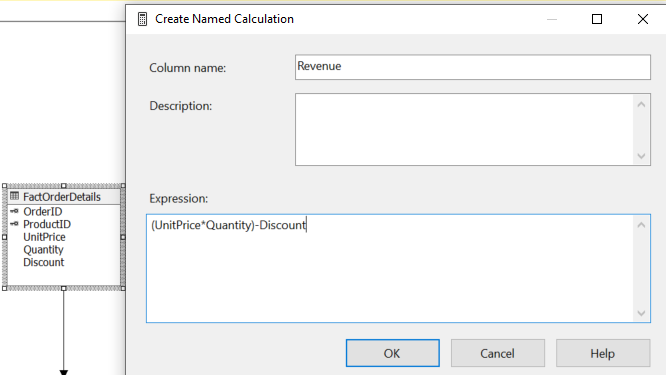 Create Named Calculation
Column name:
Revenue
Description:
Expression:
FactOrderDetails
OrderID
ProductID
UnitPrice
Quantity
Discount
(UnitPrice*Quantity)-Discount
OK
Cancel
Help